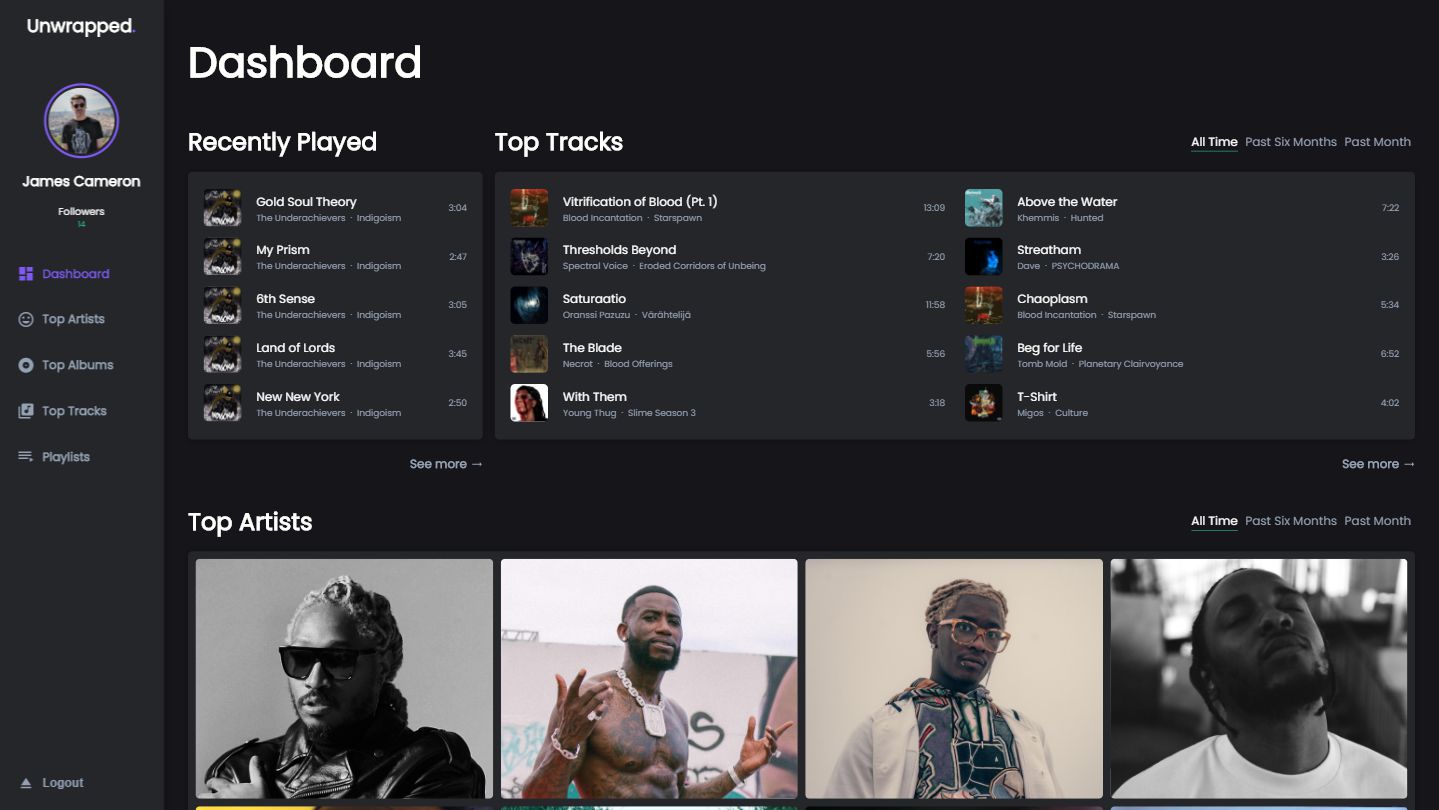 Unwrapped.
James Cameron
Followers
14
Dashboard
Top Artists
Top Albums
Top Tracks
Playlists
Logout
Dashboard
Recently Played
Gold Soul Theory
3:04
The Underachievers · Indigoism
My Prism
2:47
The Underachievers · Indigoism
6th Sense
3:05
The Underachievers · Indigoism
Land of Lords
3:45
The Underachievers · Indigoism
New New York
2:50
The Underachievers · Indigoism
See more →
Top Tracks
All Time Past Six Months Past Month
Vitrification of Blood (Pt. 1)
13:09
Blood Incantation · Starspawn
Thresholds Beyond
7:20
Spectral Voice · Eroded Corridors of Unbeing
Saturaatio
11:58
Oranssi Pazuzu · Värähtelijä
The Blade
5:56
Necrot · Blood Offerings
With Them
3:18
Young Thug · Slime Season 3
Above the Water
7:22
Khemmis · Hunted
Streatham
3:26
Dave · PSYCHODRAMA
Chaoplasm
5:34
Blood Incantation · Starspawn
Beg for Life
6:52
Tomb Mold · Planetary Clairvoyance
T-Shirt
4:02
Migos · Culture
See more →
Top Artists
All Time Past Six Months Past Month